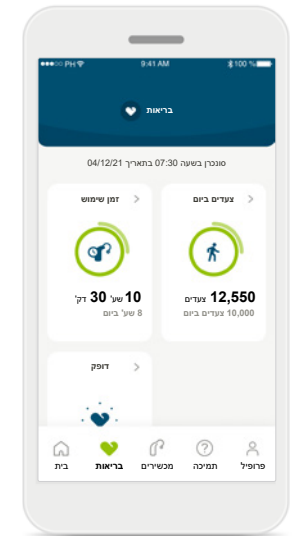 PH 9:41 AM 100 %
בריאות
סונכרן בשעה 07:30 בתאריך 04/12/21
צעדים ביום
12,550 צעדים
10,000 צעדים ביום
זמן שימוש
10 שע' 30 דק'
8 שע' ביום
דופק
פרופיל תמיכה מכשירים בריאות בית